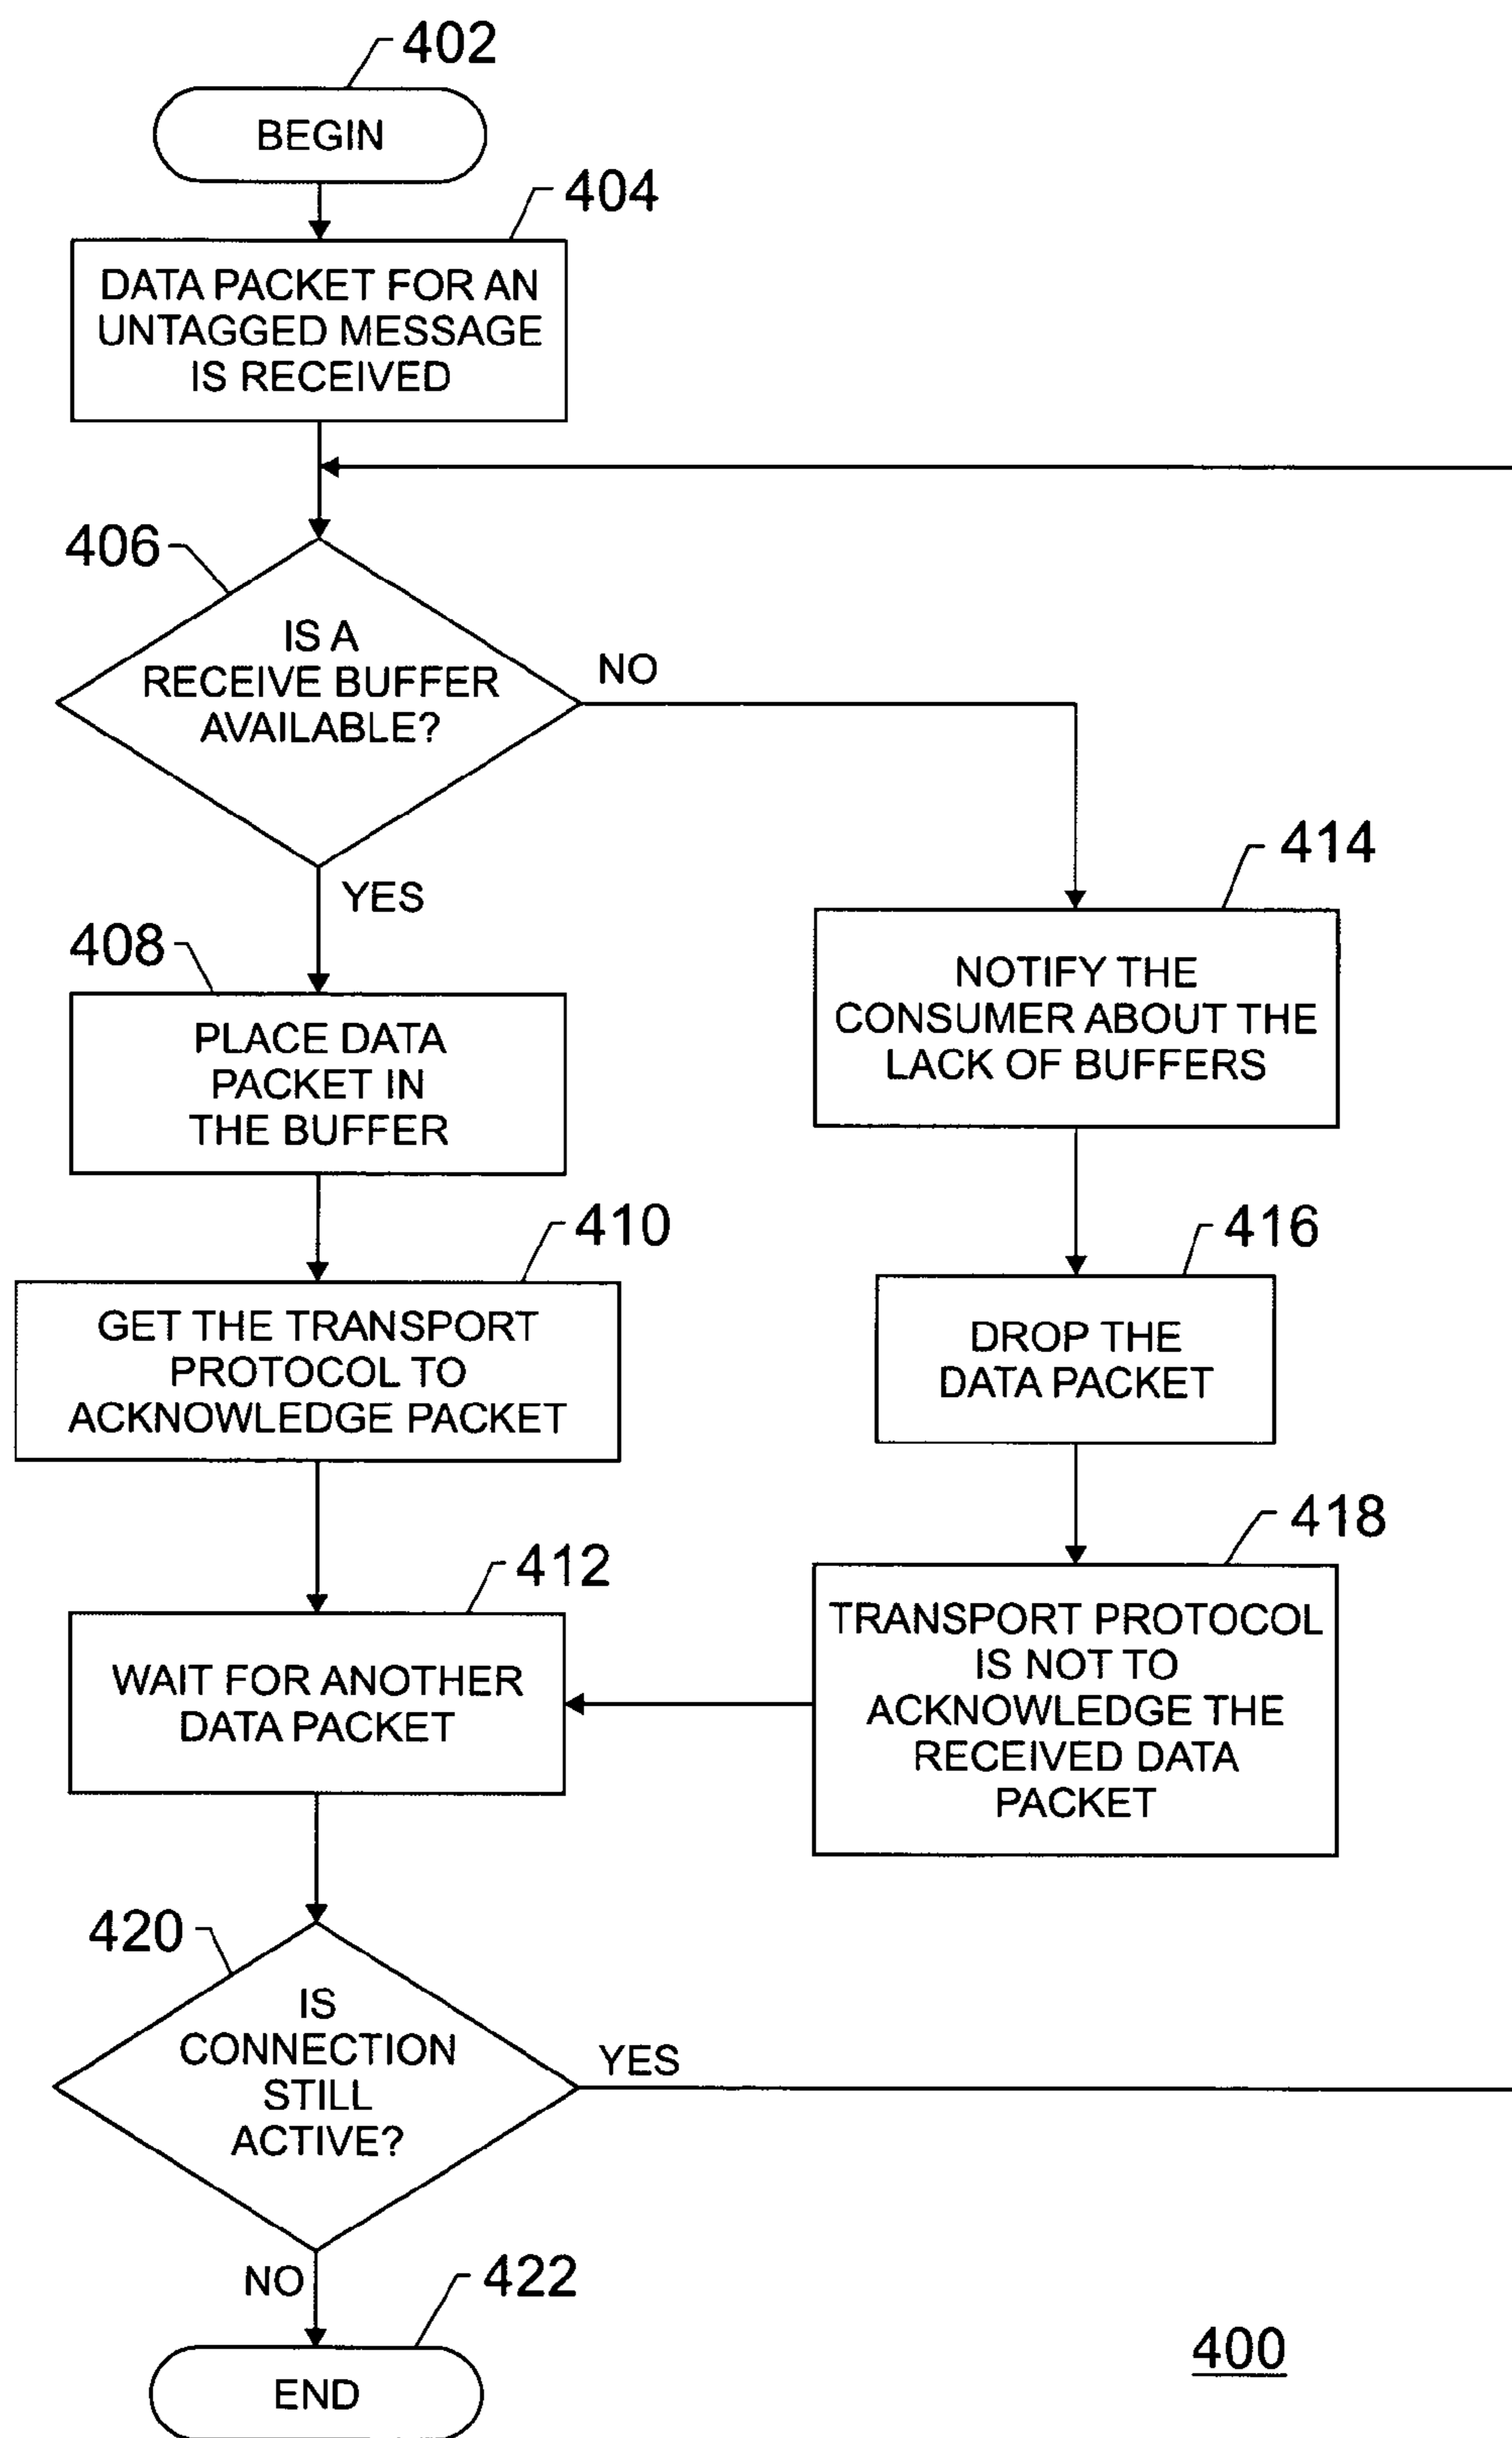 402
BEGIN
404
DATA PACKET FOR AN
UNTAGGED MESSAGE
IS RECEIVED
406
IS A
RECEIVE BUFFER
AVAILABLE?
NO
YES
408
PLACE DATA
PACKET IN
THE BUFFER
414
NOTIFY THE
CONSUMER ABOUT THE
LACK OF BUFFERS
410
GET THE TRANSPORT
PROTOCOL TO
ACKNOWLEDGE PACKET
416
DROP THE
DATA PACKET
412
WAIT FOR ANOTHER
DATA PACKET
418
TRANSPORT PROTOCOL
IS NOT TO
ACKNOWLEDGE THE
RECEIVED DATA
PACKET
420
IS
CONNECTION
STILL
ACTIVE?
YES
NO
422
END
400